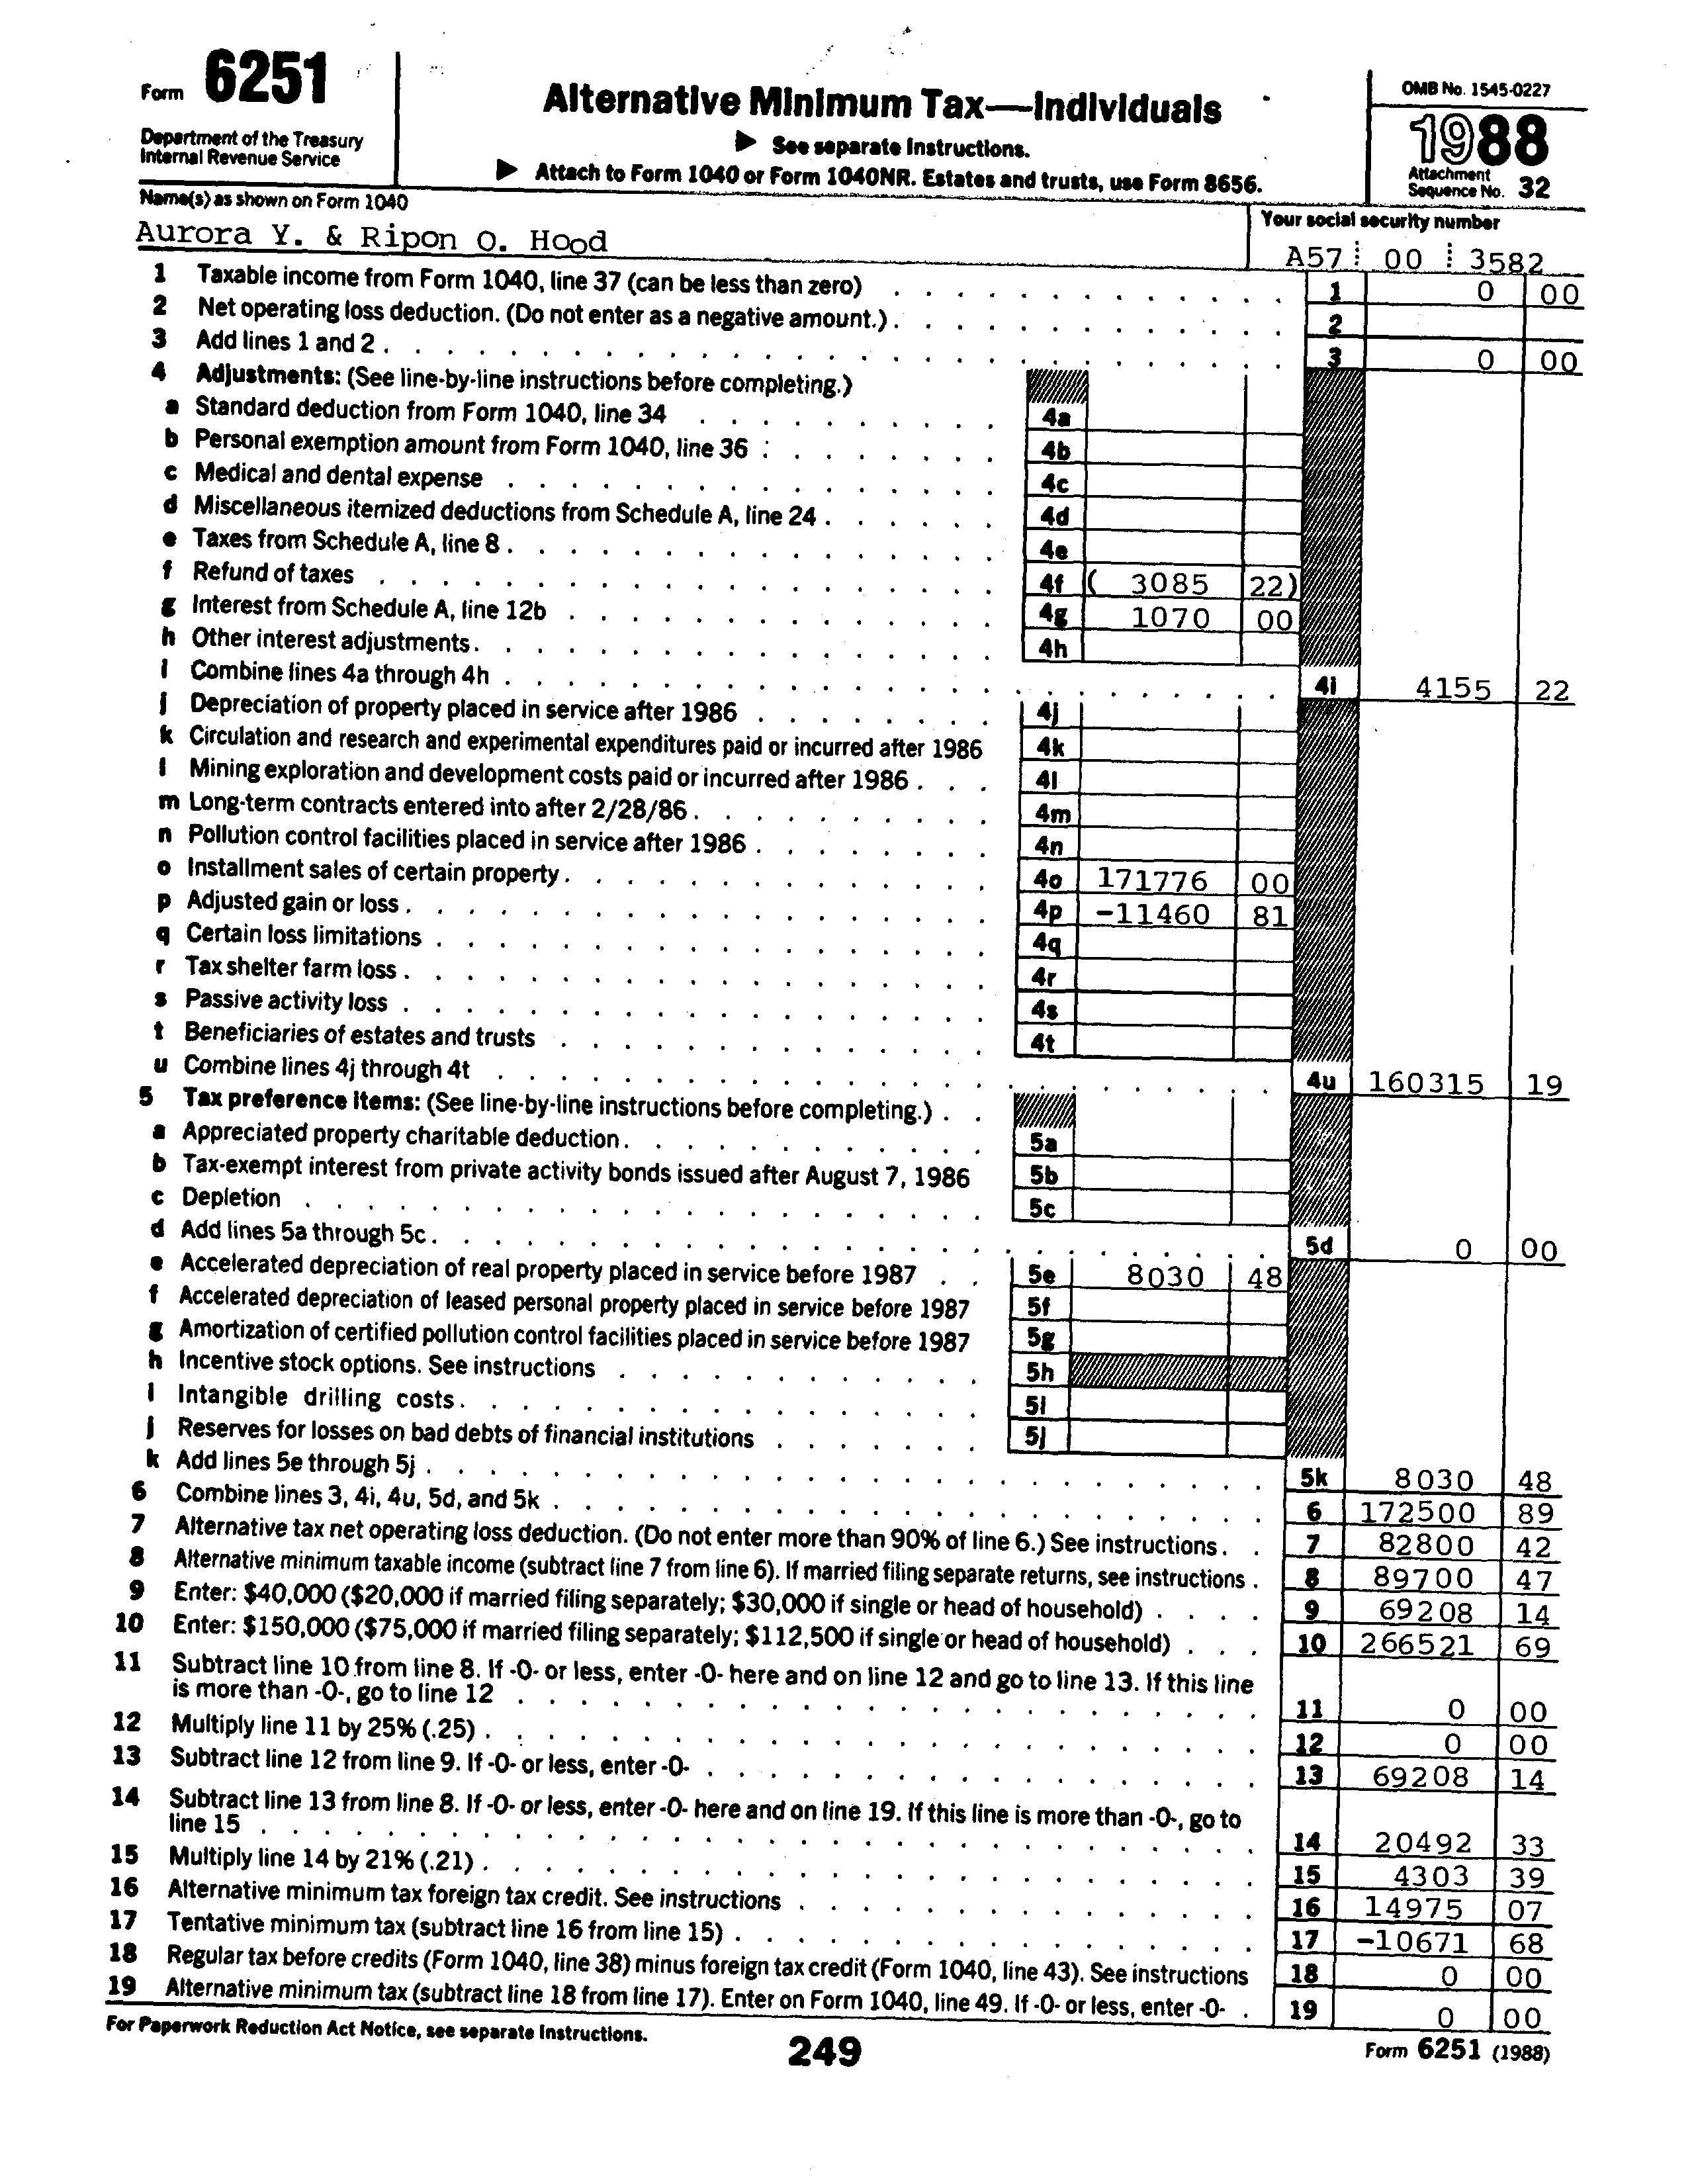 Form 6251
Department of the Treasury
Internal Revenue Service
Alternative Minimum Tax—Individuals
▶ See separate Instructions.
▶ Attach to Form 1040 or Form 1040NR. Estates and trusts, use Form 8656.
OMB No. 1545-0227
1988
Attachment
Sequence No. 32
Name(s) as shown on Form 1040
Aurora Y. & Ripon O. Hood
Your social security number
A57 00 3582
1 Taxable income from Form 1040, line 37 (can be less than zero) 1 0 00
2 Net operating loss deduction. (Do not enter as a negative amount.) 2
3 Add lines 1 and 2 3 0 00
4 Adjustments: (See line-by-line instructions before completing.)
a Standard deduction from Form 1040, line 34 4a
b Personal exemption amount from Form 1040, line 36 4b
c Medical and dental expense 4c
d Miscellaneous itemized deductions from Schedule A, line 24 4d
e Taxes from Schedule A, line 8 4e
f Refund of taxes 4f ( 3085 22)
g Interest from Schedule A, line 12b 4g 1070 00
h Other interest adjustments 4h
i Combine lines 4a through 4h 4i 4155 22
j Depreciation of property placed in service after 1986 4j
k Circulation and research and experimental expenditures paid or incurred after 1986 4k
l Mining exploration and development costs paid or incurred after 1986 4l
m Long-term contracts entered into after 2/28/86 4m
n Pollution control facilities placed in service after 1986 4n
o Installment sales of certain property 4o 171776 00
p Adjusted gain or loss 4p -11460 81
q Certain loss limitations 4q
r Tax shelter farm loss 4r
s Passive activity loss 4s
t Beneficiaries of estates and trusts 4t
u Combine lines 4j through 4t 4u 160315 19
5 Tax preference items: (See line-by-line instructions before completing.)
a Appreciated property charitable deduction 5a
b Tax-exempt interest from private activity bonds issued after August 7, 1986 5b
c Depletion 5c
d Add lines 5a through 5c 5d 0 00
e Accelerated depreciation of real property placed in service before 1987 5e 8030 48
f Accelerated depreciation of leased personal property placed in service before 1987 5f
g Amortization of certified pollution control facilities placed in service before 1987 5g
h Incentive stock options. See instructions 5h
i Intangible drilling costs 5i
j Reserves for losses on bad debts of financial institutions 5j
k Add lines 5e through 5j 5k 8030 48
6 Combine lines 3, 4i, 4u, 5d, and 5k 6 172500 89
7 Alternative tax net operating loss deduction. (Do not enter more than 90% of line 6.) See instructions 7 82800 42
8 Alternative minimum taxable income (subtract line 7 from line 6). If married filing separate returns, see instructions 8 89700 47
9 Enter: $40,000 ($20,000 if married filing separately; $30,000 if single or head of household) 9 69208 14
10 Enter: $150,000 ($75,000 if married filing separately; $112,500 if single or head of household) 10 266521 69
11 Subtract line 10 from line 8. If -0- or less, enter -0- here and on line 12 and go to line 13. If this line
is more than -0-, go to line 12 11 0 00
12 Multiply line 11 by 25% (.25) 12 0 00
13 Subtract line 12 from line 9. If -0- or less, enter -0- 13 69208 14
14 Subtract line 13 from line 8. If -0- or less, enter -0- here and on line 19. If this line is more than -0-, go to
line 15 14 20492 33
15 Multiply line 14 by 21% (.21) 15 4303 39
16 Alternative minimum tax foreign tax credit. See instructions 16 14975 07
17 Tentative minimum tax (subtract line 16 from line 15) 17 -10671 68
18 Regular tax before credits (Form 1040, line 38) minus foreign tax credit (Form 1040, line 43). See instructions 18 0 00
19 Alternative minimum tax (subtract line 18 from line 17). Enter on Form 1040, line 49. If -0- or less, enter -0- 19 0 00
For Paperwork Reduction Act Notice, see separate Instructions.
249
Form 6251 (1988)